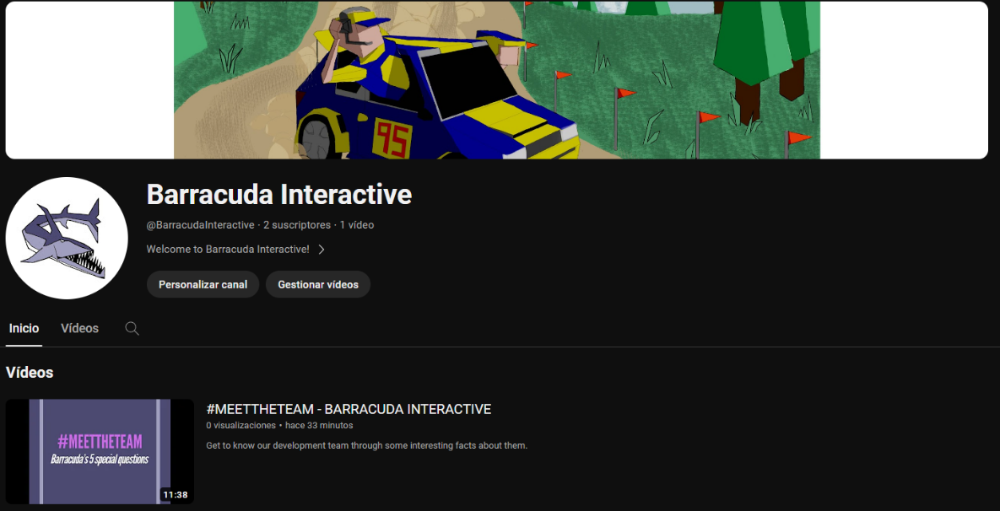 95
Barracuda Interactive
@BarracudaInteractive · 2 suscriptores · 1 vídeo
Welcome to Barracuda Interactive!
Personalizar canal
Gestionar vídeos
Inicio
Vídeos
Vídeos
#MEETTHETEAM
Barracuda's 5 special questions
11:38
#MEETTHETEAM - BARRACUDA INTERACTIVE
0 visualizaciones • hace 33 minutos
Get to know our development team through some interesting facts about them.